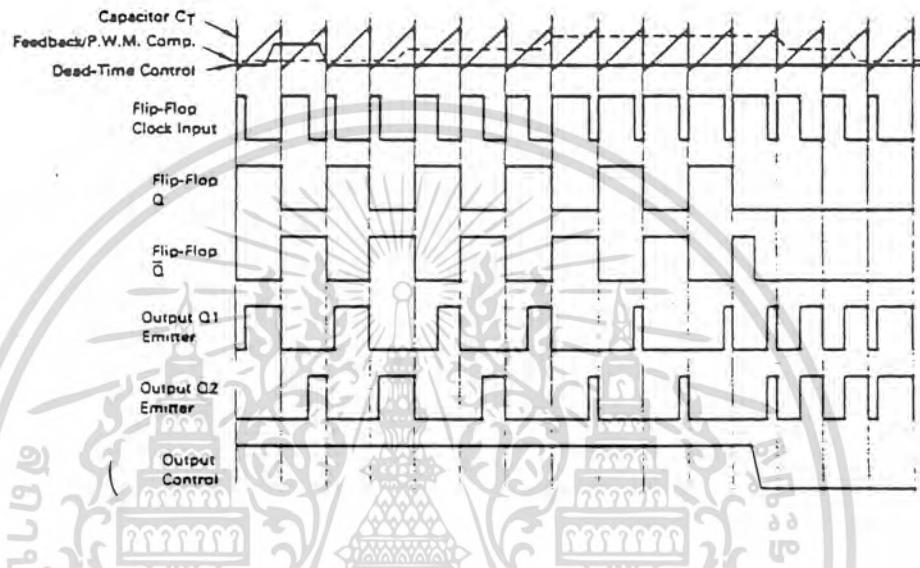 Capacitor CT
Feedback/P.W.M. Comp.
Dead-Time Control
Flip-Flop
Clock Input
Flip-Flop
Q
Flip-Flop
Q̅
Output Q1
Emitter
Output Q2
Emitter
Output
Control